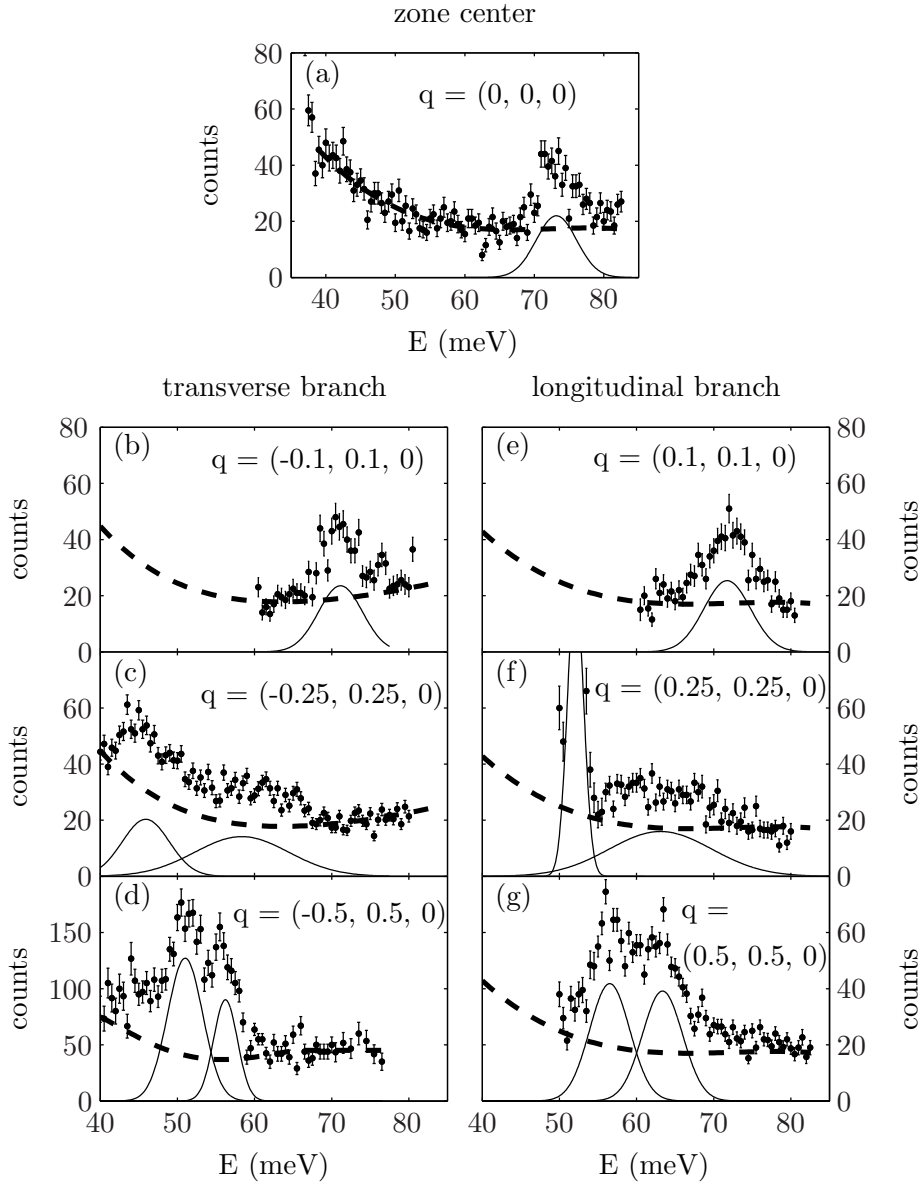 zone center
(a)
q = (0, 0, 0)
80
60
40
20
0
counts
40 50 60 70 80
E (meV)
transverse branch
longitudinal branch
(b)
q = (-0.1, 0.1, 0)
80
60
40
20
0
counts
(e)
q = (0.1, 0.1, 0)
80
60
40
20
0
counts
(c)
q = (-0.25, 0.25, 0)
60
40
20
0
counts
(f)
q = (0.25, 0.25, 0)
60
40
20
0
counts
(d)
q = (-0.5, 0.5, 0)
150
100
50
0
counts
40 50 60 70 80
E (meV)
(g)
q =
(0.5, 0.5, 0)
80
60
40
20
0
counts
40 50 60 70 80
E (meV)